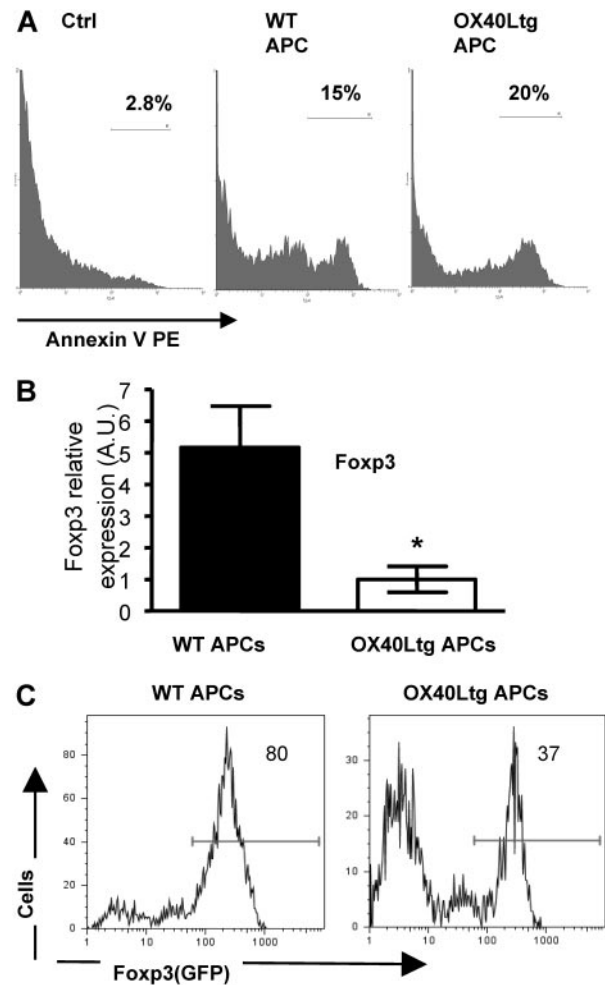 A
Ctrl
WT
APC
OX40Ltg
APC
2.8%
15%
20%
Annexin V PE
B
Foxp3 relative
expression (A.U.)
7
6
5
4
3
2
1
0
Foxp3
*
WT APCs
OX40Ltg APCs
C
WT APCs
OX40Ltg APCs
Cells
80
60
40
20
0
80
1
10
100
1000
30
20
10
0
37
1
10
100
1000
Foxp3(GFP)